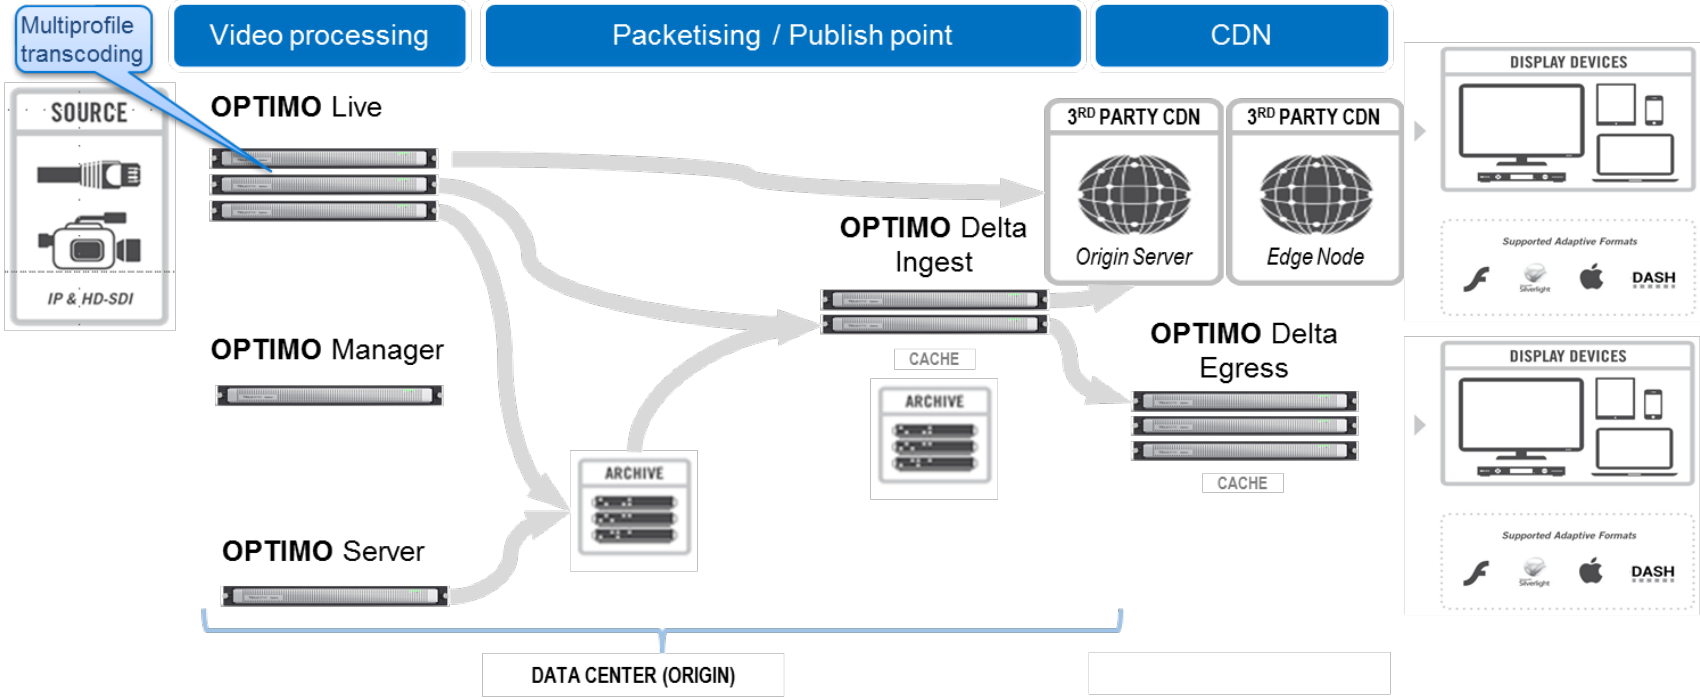 Multiprofile
transcoding
Video processing
Packetising / Publish point
CDN
SOURCE
IP & HD-SDI
OPTIMO Live
OPTIMO Manager
OPTIMO Server
ARCHIVE
OPTIMO Delta
Ingest
CACHE
ARCHIVE
3RD PARTY CDN
Origin Server
3RD PARTY CDN
Edge Node
OPTIMO Delta
Egress
CACHE
DISPLAY DEVICES
Supported Adaptive Formats
Silverlight
DASH
DISPLAY DEVICES
Supported Adaptive Formats
Silverlight
DASH
DATA CENTER (ORIGIN)